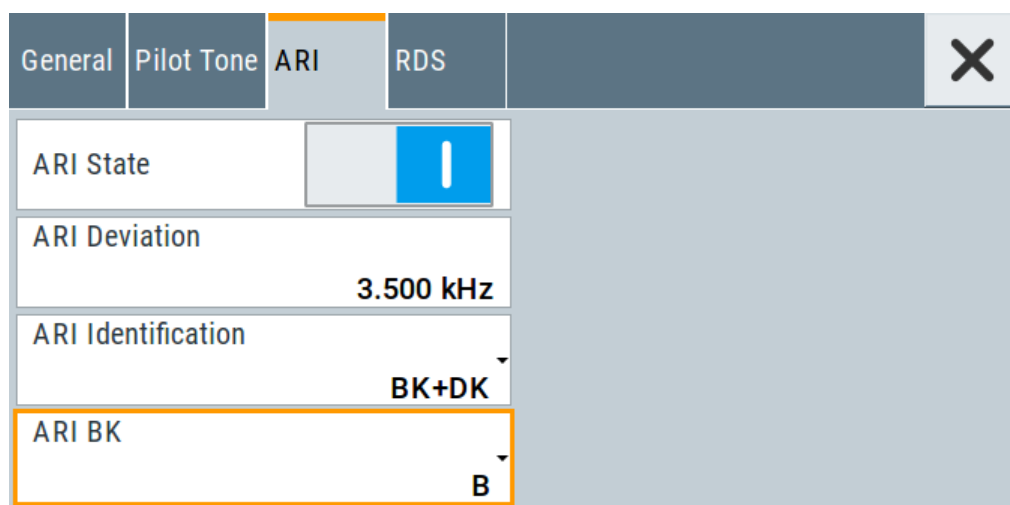 General Pilot Tone ARI RDS
ARI State
ARI Deviation
3.500 kHz
ARI Identification
BK+DK
ARI BK
B